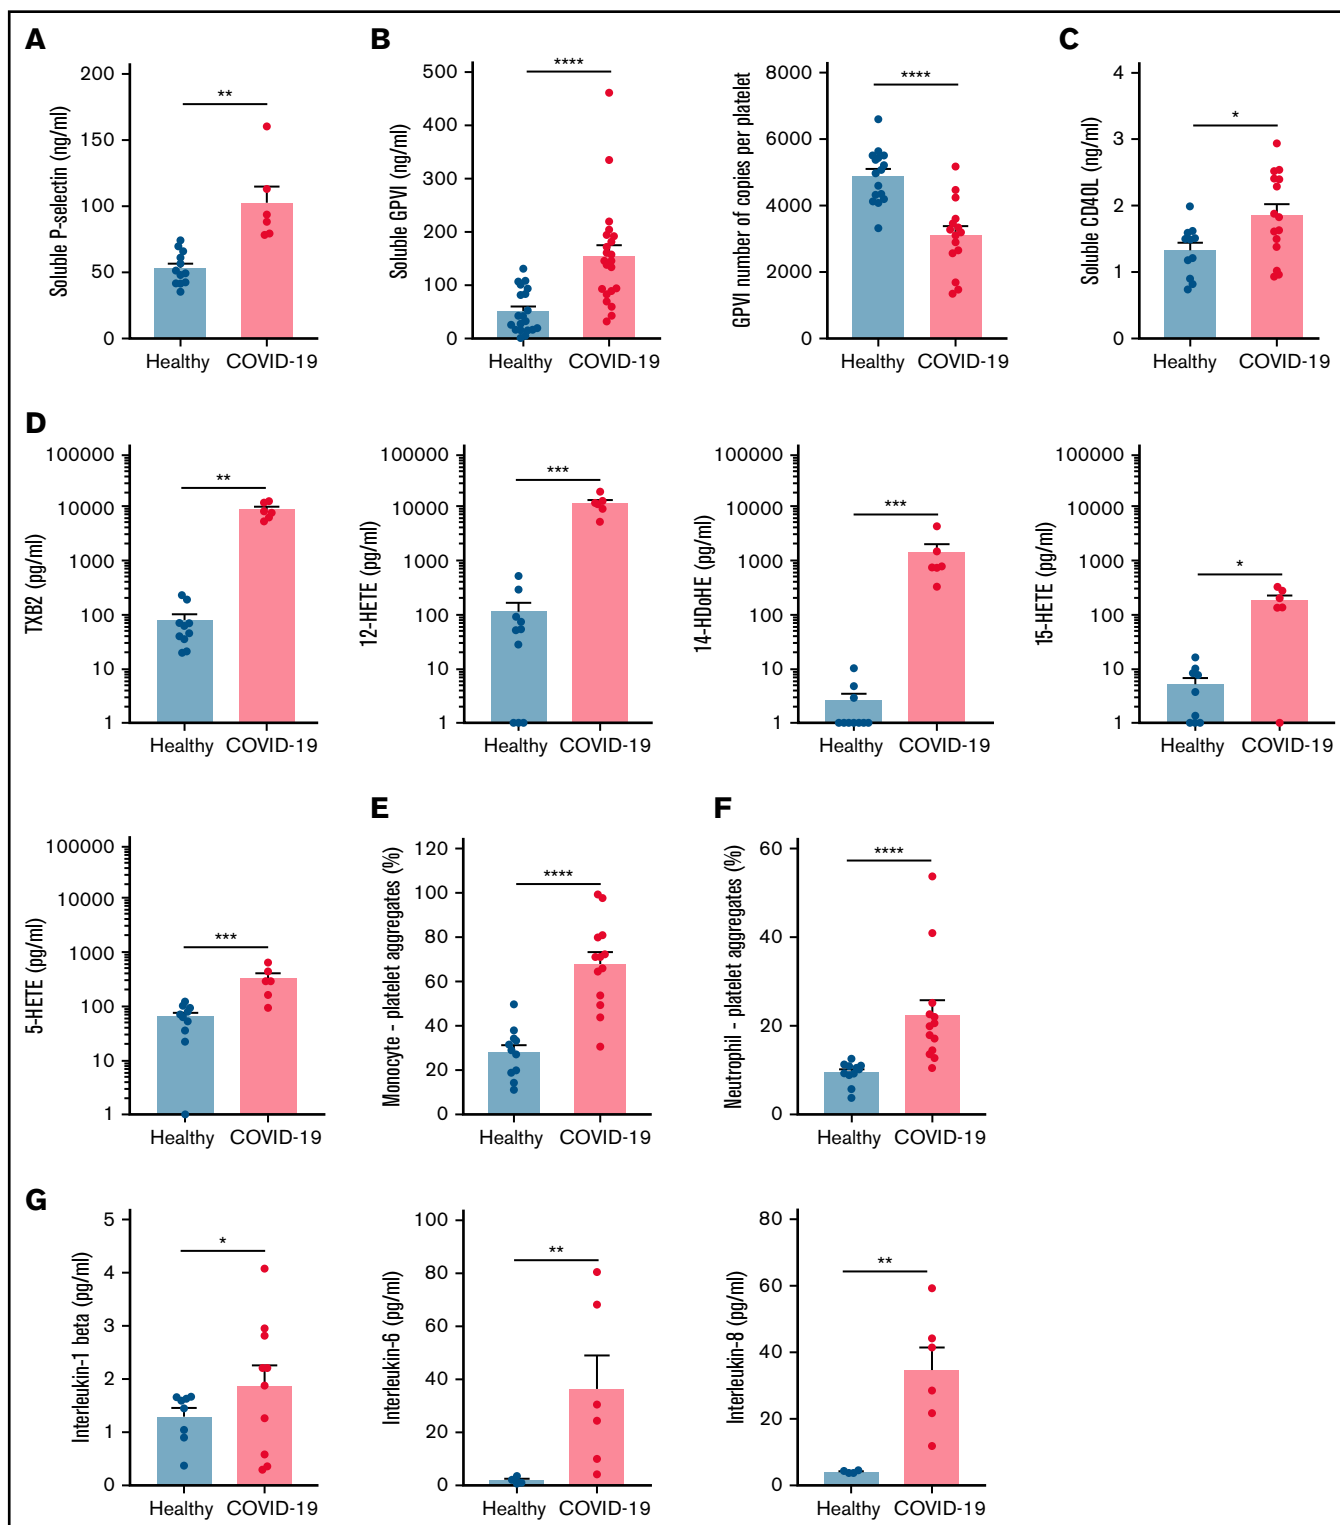 A
Soluble P-selectin (ng/ml)
200
150
100
50
0
**
Healthy
COVID-19
B
Soluble GPVI (ng/ml)
500
400
300
200
100
0
****
Healthy
COVID-19
GPVI number of copies per platelet
8000
6000
4000
2000
0
****
Healthy
COVID-19
C
Soluble CD40L (ng/ml)
4
3
2
1
0
*
Healthy
COVID-19
D
TXB2 (pg/ml)
100000
10000
1000
100
10
1
**
Healthy
COVID-19
12-HETE (pg/ml)
100000
10000
1000
100
10
1
***
Healthy
COVID-19
14-HDoHE (pg/ml)
100000
10000
1000
100
10
1
***
Healthy
COVID-19
15-HETE (pg/ml)
100000
10000
1000
100
10
1
*
Healthy
COVID-19
5-HETE (pg/ml)
100000
10000
1000
100
10
1
***
Healthy
COVID-19
E
Monocyte - platelet aggregates (%)
120
100
80
60
40
20
0
****
Healthy
COVID-19
F
Neutrophil - platelet aggregates (%)
60
40
20
0
****
Healthy
COVID-19
G
Interleukin-1 beta (pg/ml)
5
4
3
2
1
0
*
Healthy
COVID-19
Interleukin-6 (pg/ml)
100
80
60
40
20
0
**
Healthy
COVID-19
Interleukin-8 (pg/ml)
80
60
40
20
0
**
Healthy
COVID-19